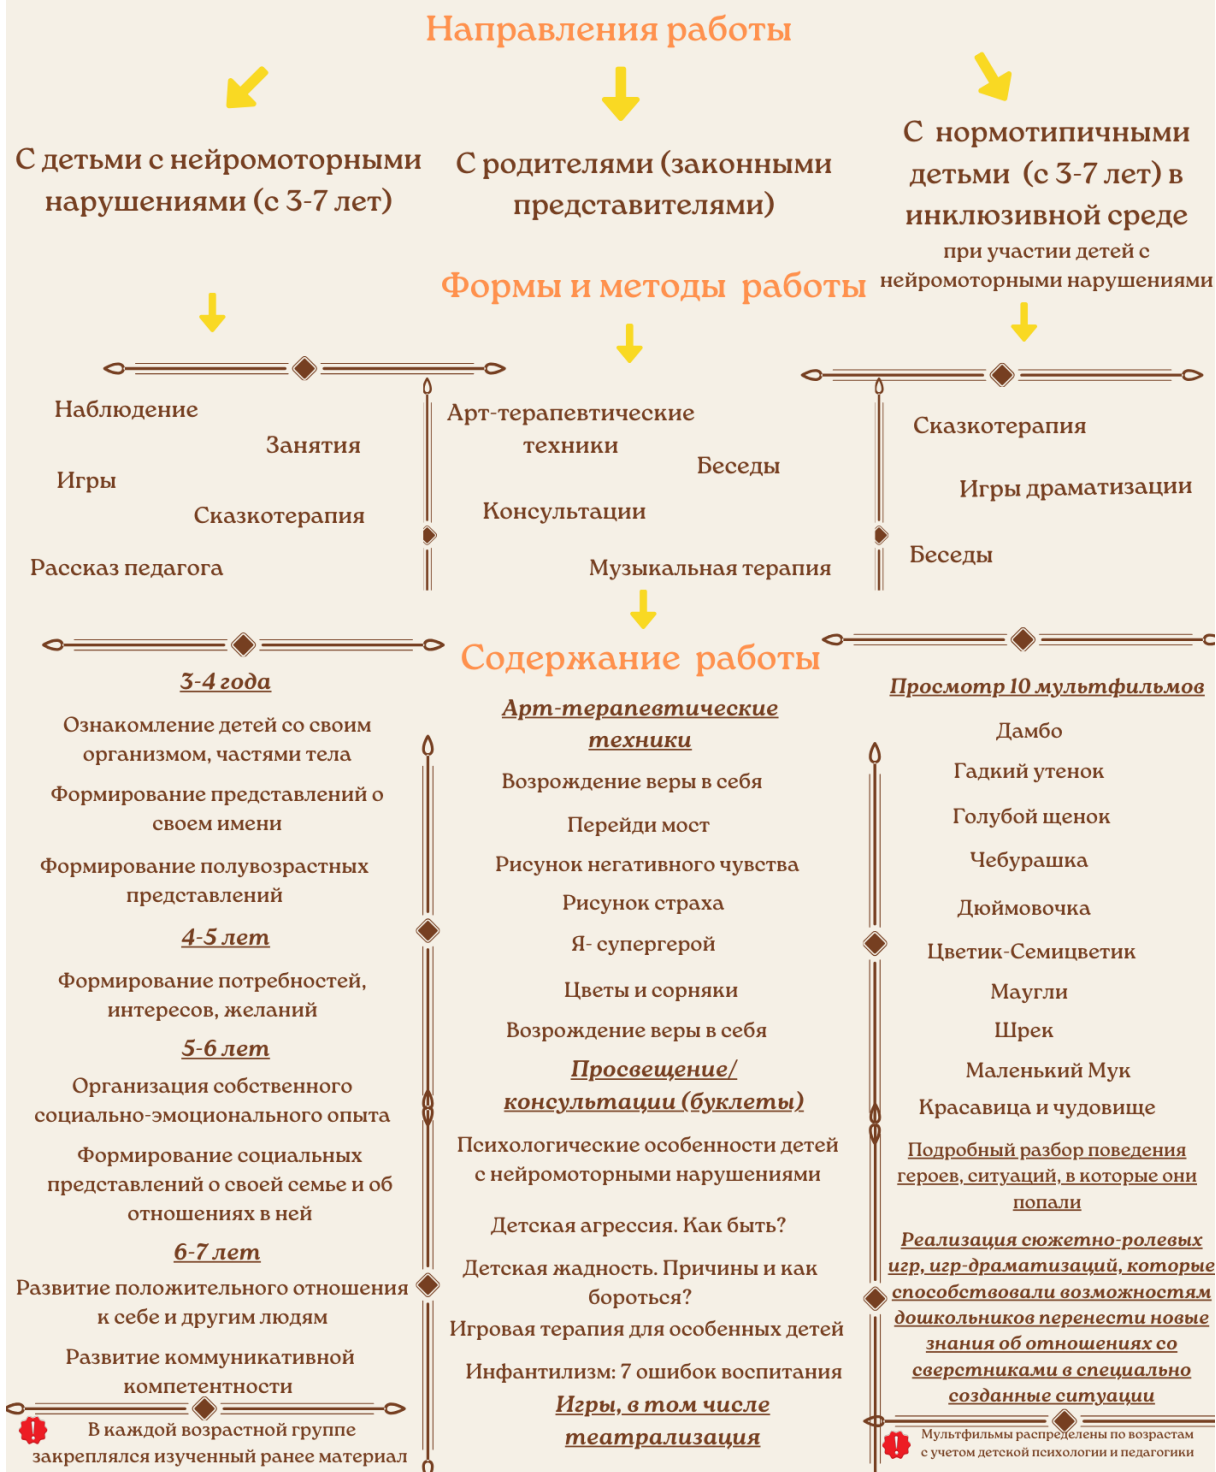 Направления работы
С детьми с нейромоторными
нарушениями (с 3-7 лет)
С родителями (законными
представителями)
С нормотипичными
детьми (с 3-7 лет) в
инклюзивной среде
при участии детей с
нейромоторными нарушениями
Формы и методы работы
Наблюдение
Занятия
Игры
Сказкотерапия
Рассказ педагога
Арт-терапевтические
техники
Беседы
Консультации
Музыкальная терапия
Сказкотерапия
Игры драматизации
Беседы
Содержание работы
3-4 года
Ознакомление детей со своим
организмом, частями тела
Формирование представлений о
своем имени
Формирование полувозрастных
представлений
4-5 лет
Формирование потребностей,
интересов, желаний
5-6 лет
Организация собственного
социально-эмоционального опыта
Формирование социальных
представлений о своей семье и об
отношениях в ней
6-7 лет
Развитие положительного отношения
к себе и другим людям
Развитие коммуникативной
компетентности
!
В каждой возрастной группе
закреплялся изученный ранее материал
Арт-терапевтические
техники
Возрождение веры в себя
Перейди мост
Рисунок негативного чувства
Рисунок страха
Я- супергерой
Цветы и сорняки
Возрождение веры в себя
Просвещение/
консультации (буклеты)
Психологические особенности детей
с нейромоторными нарушениями
Детская агрессия. Как быть?
Детская жадность. Причины и как
бороться?
Игровая терапия для особенных детей
Инфантилизм: 7 ошибок воспитания
Игры, в том числе
театрализация
Просмотр 10 мультфильмов
Дамбо
Гадкий утенок
Голубой щенок
Чебурашка
Дюймовочка
Цветик-Семицветик
Маугли
Шрек
Маленький Мук
Красавица и чудовище
Подробный разбор поведения
героев, ситуаций, в которые они
попали
Реализация сюжетно-ролевых
игр, игр-драматизаций, которые
способствовали возможностям
дошкольников перенести новые
знания об отношениях со
сверстниками в специально
созданные ситуации
!
Мультфильмы распределены по возрастам
с учетом детской психологии и педагогики